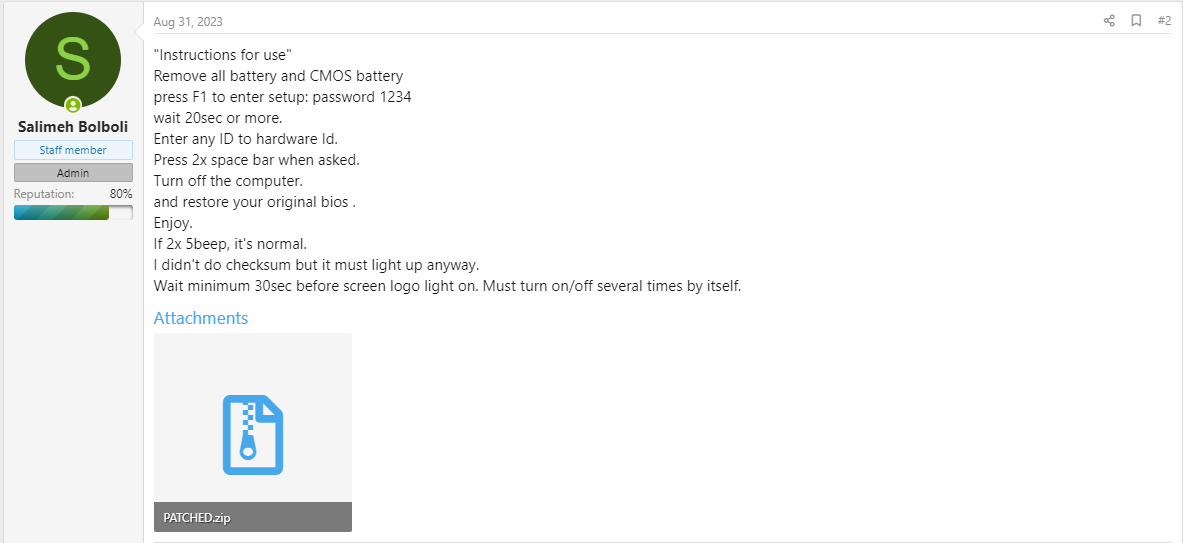 S
Salimeh Bolboli
Staff member
Admin
Reputation: 80%
Aug 31, 2023 #2
"Instructions for use"
Remove all battery and CMOS battery
press F1 to enter setup: password 1234
wait 20sec or more.
Enter any ID to hardware Id.
Press 2x space bar when asked.
Turn off the computer.
and restore your original bios .
Enjoy.
If 2x 5beep, it's normal.
I didn't do checksum but it must light up anyway.
Wait minimum 30sec before screen logo light on. Must turn on/off several times by itself.
Attachments
PATCHED.zip